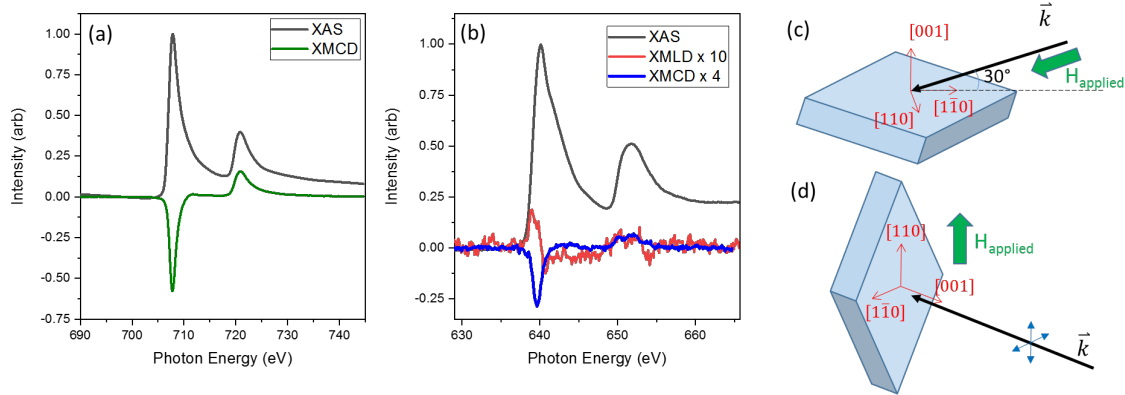 (a)
XAS
XMCD
1.00
0.75
0.50
0.25
0.00
-0.25
-0.50
-0.75
Intensity (arb)
690 700 710 720 730 740
Photon Energy (eV)
(b)
XAS
XMLD x 10
XMCD x 4
1.00
0.75
0.50
0.25
0.00
-0.25
Intensity (arb)
630 640 650 660
Photon Energy (eV)
(c)
[001]
k⃗
30°
H_applied
[110]
[11̅0]
(d)
[110]
H_applied
[001]
[11̅0]
k⃗